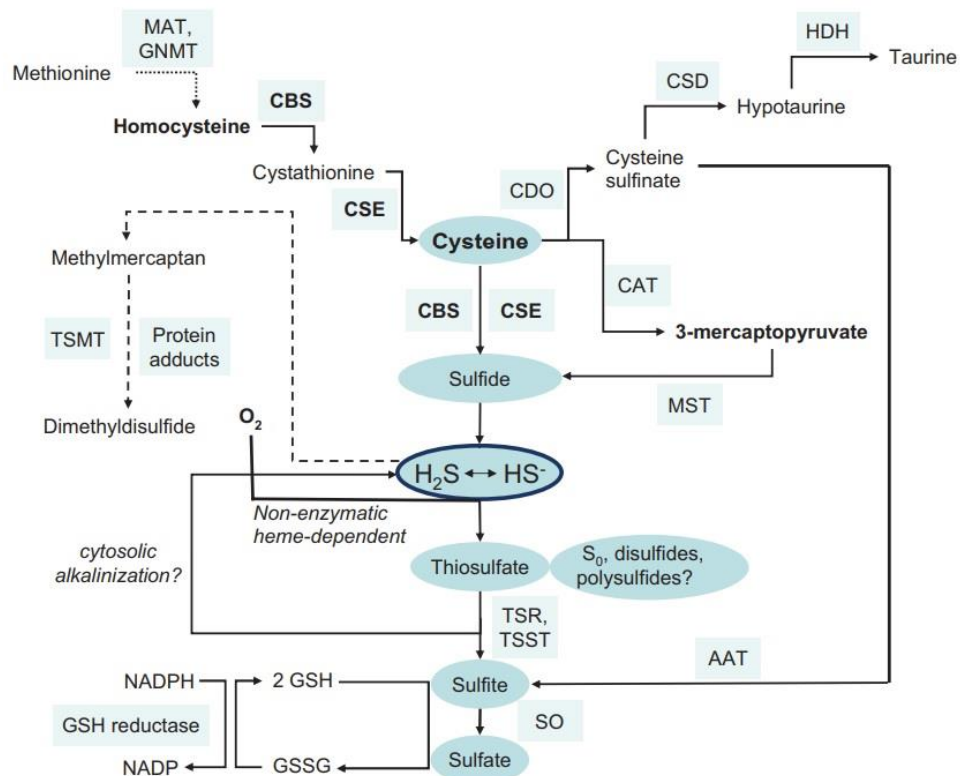 MAT,
GNMT
Methionine
HDH
Taurine
CSD
Hypotaurine
CBS
Homocysteine
Cystathionine
Cysteine
sulfinate
CDO
CSE
Cysteine
Methylmercaptan
CAT
CBS
CSE
3-mercaptopyruvate
TSMT
Protein
adducts
Sulfide
MST
Dimethyldisulfide
O₂
H₂S ↔ HS⁻
Non-enzymatic
heme-dependent
cytosolic
alkalinization?
Thiosulfate
S₀, disulfides,
polysulfides?
TSR,
TSST
AAT
NADPH
2 GSH
Sulfite
GSH reductase
SO
NADP
GSSG
Sulfate